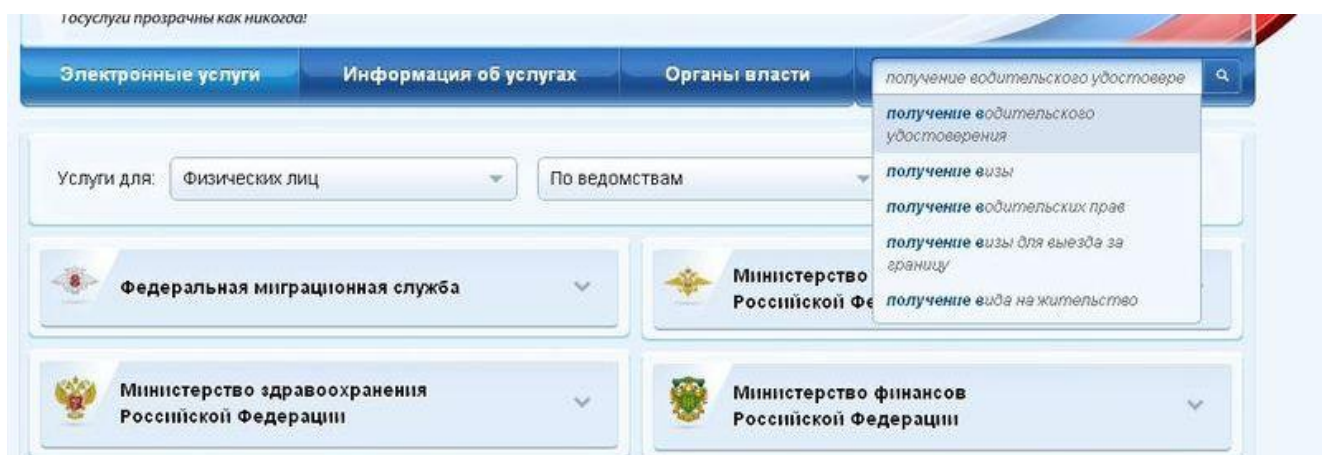 Госуслуги прозрачны как никогда!
Электронные услуги
Информация об услугах
Органы власти
получение водительского удостовере
получение водительского
удостоверения
получение визы
получение водительских прав
получение визы для выезда за
границу
получение вида на жительство
Услуги для:
Физических лиц
По ведомствам
Федеральная миграционная служба
Министерство
Российской Фе
Министерство здравоохранения
Российской Федерации
Министерство финансов
Российской Федерации